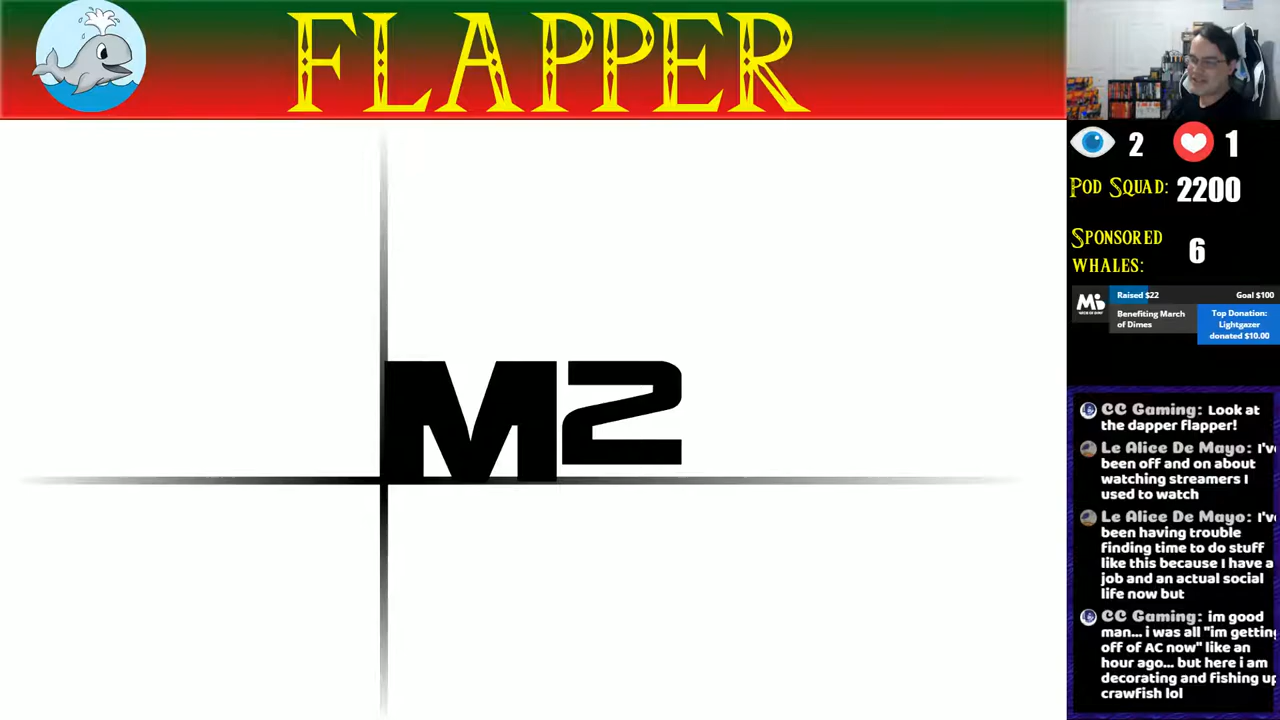 FLAPPER
2 1
POD SQUAD: 2200
SPONSORED WHALES: 6
Raised $22 Goal $100
Benefiting March of Dimes
Top Donation: Lightgazer donated $10.00
M2
CC Gaming: Look at
the dapper flapper!
Le Alice De Mayo: I've
been off and on about
watching streamers I
used to watch
Le Alice De Mayo: I've
been having trouble
finding time to do stuff
like this because I have a
job and an actual social
life now but
CC Gaming: im good
man... i was all "im getting
off of AC now" like an
hour ago... but here i am
decorating and fishing up
crawfish lol